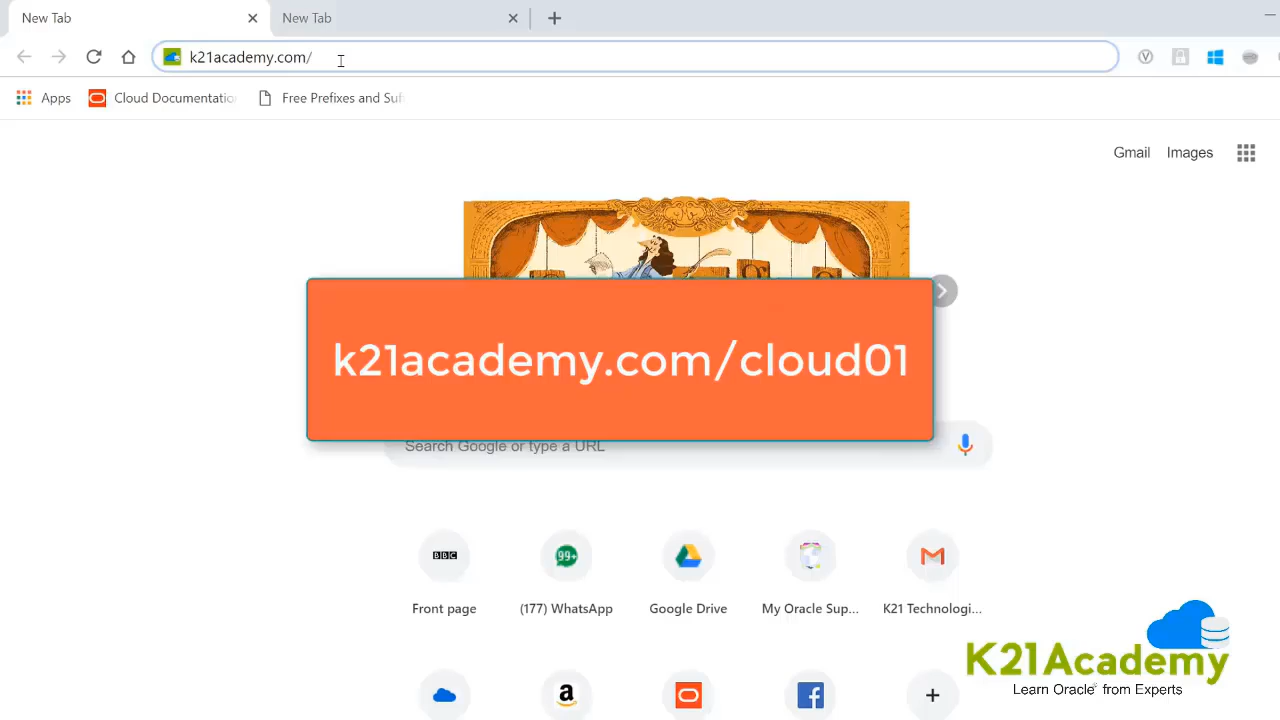 New Tab
New Tab
k21academy.com/
Apps
Cloud Documentatio
Free Prefixes and Suf
Gmail
Images
k21academy.com/cloud01
Search Google or type a URL
BBC
99+
Front page
(177) WhatsApp
Google Drive
My Oracle Sup...
K21 Technologi...
K21Academy
Learn Oracle® from Experts